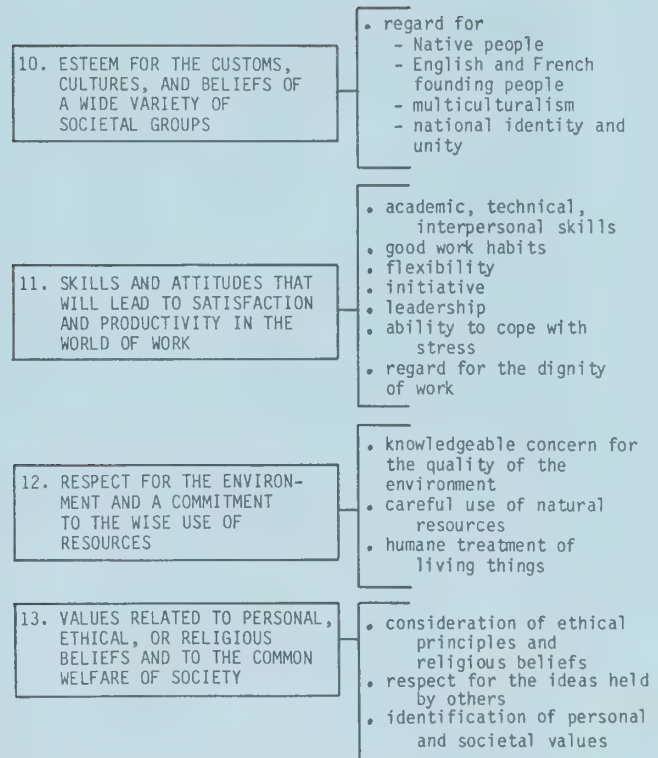 10. ESTEEM FOR THE CUSTOMS,
CULTURES, AND BELIEFS OF
A WIDE VARIETY OF
SOCIETAL GROUPS
• regard for
- Native people
- English and French
founding people
- multiculturalism
- national identity and
unity
11. SKILLS AND ATTITUDES THAT
WILL LEAD TO SATISFACTION
AND PRODUCTIVITY IN THE
WORLD OF WORK
• academic, technical,
interpersonal skills
• good work habits
• flexibility
• initiative
• leadership
• ability to cope with
stress
• regard for the dignity
of work
12. RESPECT FOR THE ENVIRON-
MENT AND A COMMITMENT
TO THE WISE USE OF
RESOURCES
• knowledgeable concern for
the quality of the
environment
• careful use of natural
resources
• humane treatment of
living things
13. VALUES RELATED TO PERSONAL,
ETHICAL, OR RELIGIOUS
BELIEFS AND TO THE COMMON
WELFARE OF SOCIETY
• consideration of ethical
principles and
religious beliefs
• respect for the ideas held
by others
• identification of personal
and societal values